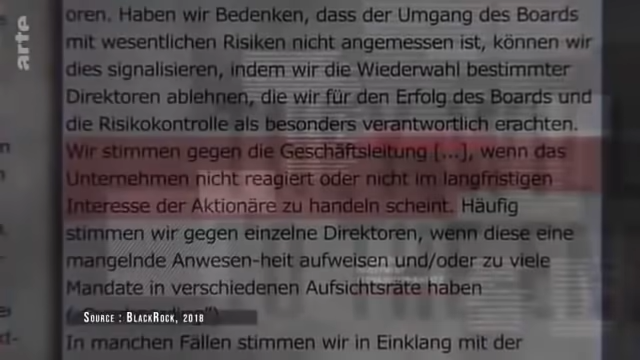 arte
oren. Haben wir Bedenken, dass der Umgang des Boards
mit wesentlichen Risiken nicht angemessen ist, können wir
dies signalisieren, indem wir die Wiederwahl bestimmter
Direktoren ablehnen, die wir für den Erfolg des Boards und
die Risikokontrolle als besonders verantwortlich erachten.
Wir stimmen gegen die Geschäftsleitung [...], wenn das
Unternehmen nicht reagiert oder nicht im langfristigen
Interesse der Aktionäre zu handeln scheint. Häufig
stimmen wir gegen einzelne Direktoren, wenn diese eine
mangelnde Anwesen-heit aufweisen und/oder zu viele
Mandate in verschiedenen Aufsichtsräte haben
Source : BlackRock, 2018
In manchen Fällen stimmen wir in Einklang mit der